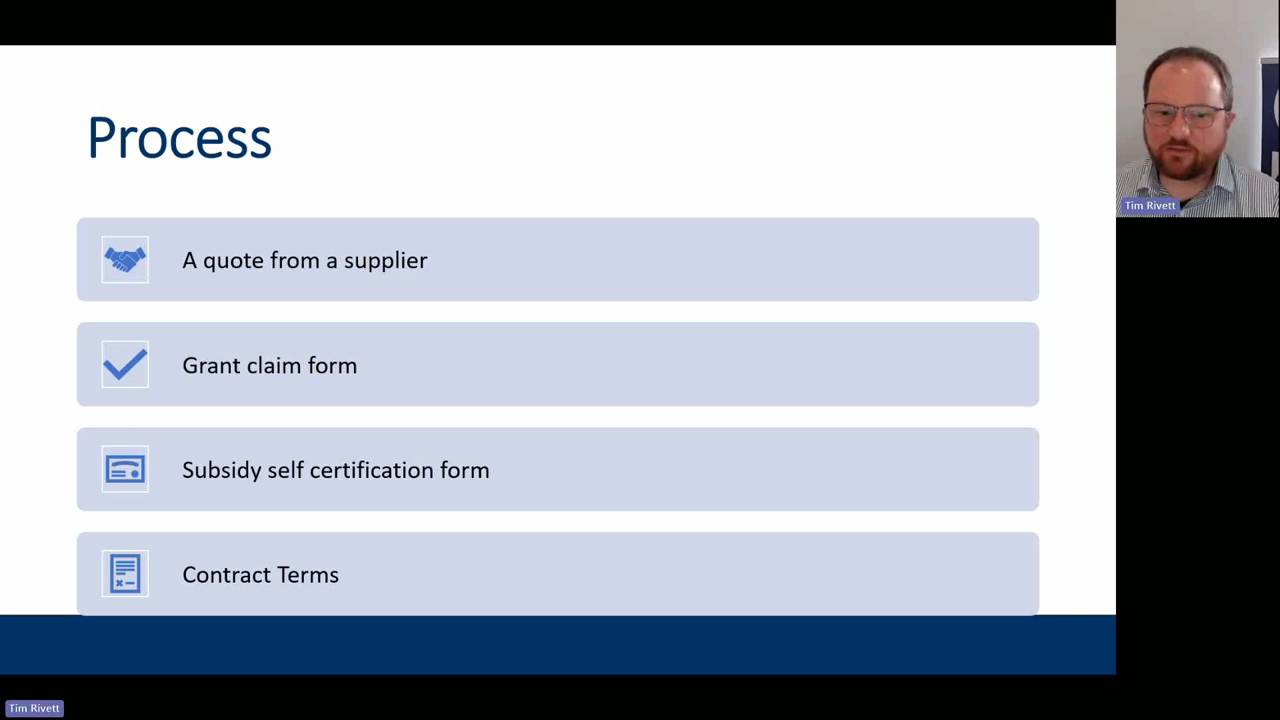 Process
A quote from a supplier
Grant claim form
Subsidy self certification form
Contract Terms
Tim Rivett
Tim Rivett